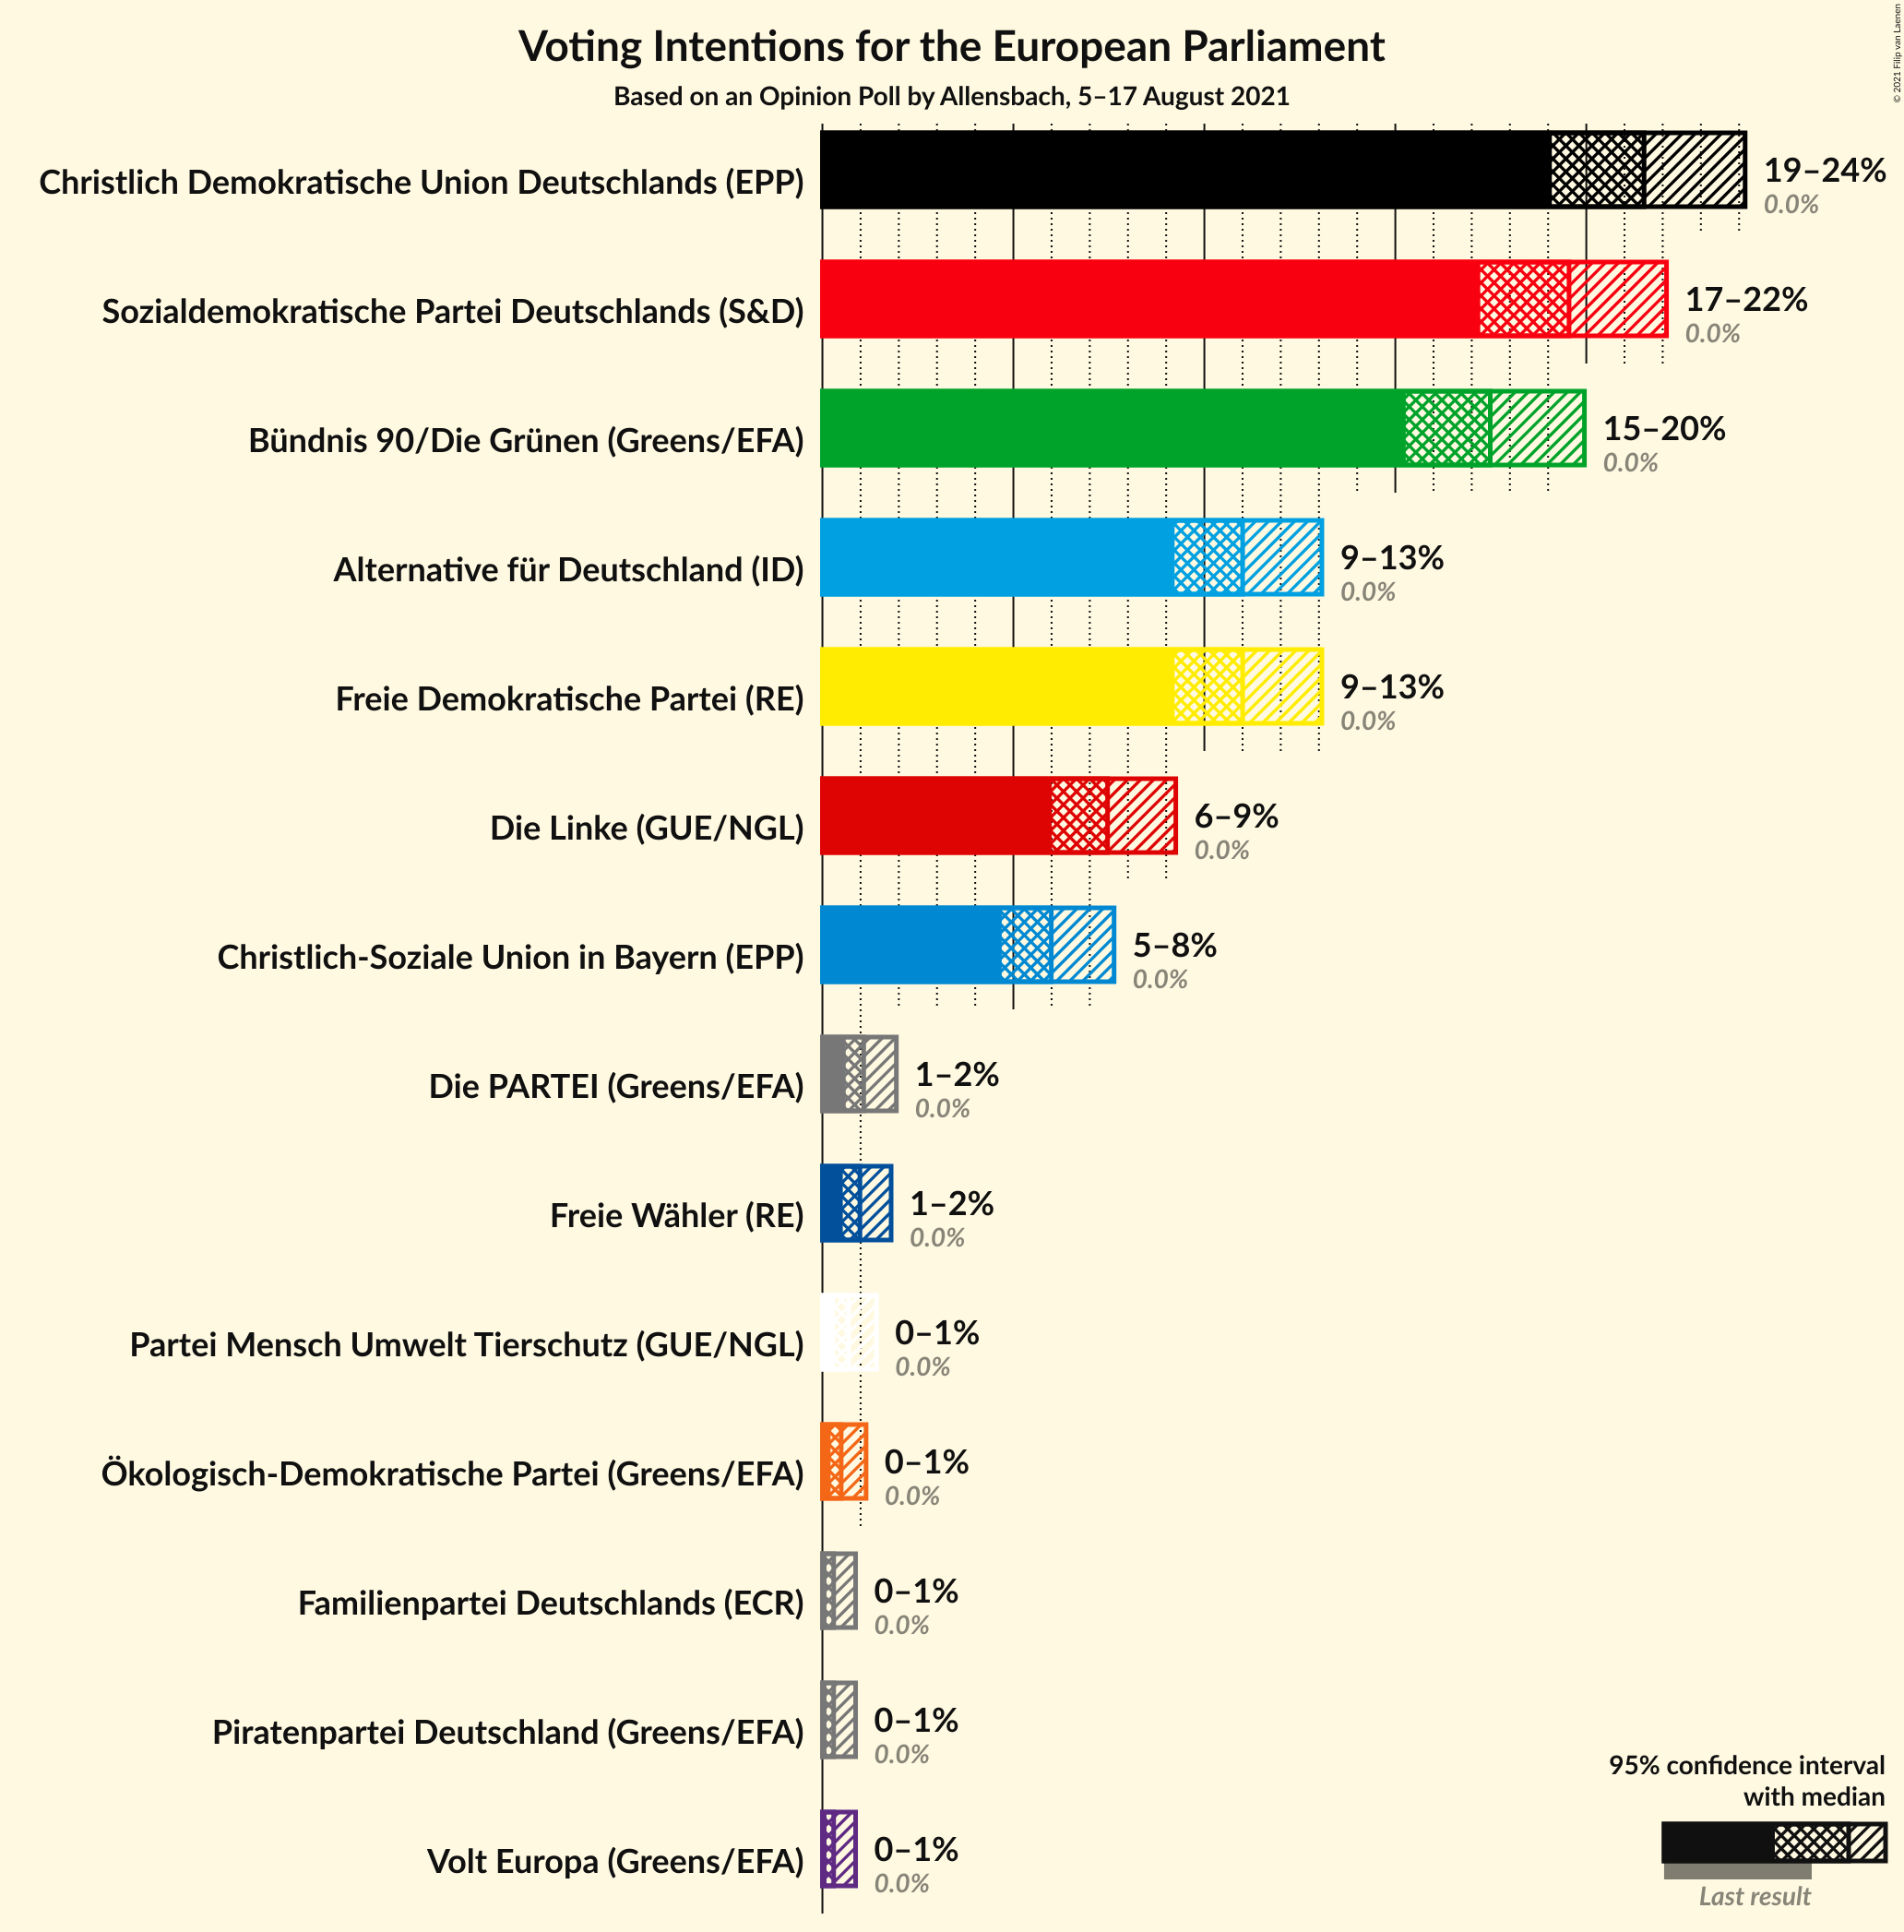 Voting Intentions for the European Parliament
Based on an Opinion Poll by Allensbach, 5–17 August 2021
© 2021 Filip van Laenen
Christlich Demokratische Union Deutschlands (EPP)
19–24%
0.0%
Sozialdemokratische Partei Deutschlands (S&D)
17–22%
0.0%
Bündnis 90/Die Grünen (Greens/EFA)
15–20%
0.0%
Alternative für Deutschland (ID)
9–13%
0.0%
Freie Demokratische Partei (RE)
9–13%
0.0%
Die Linke (GUE/NGL)
6–9%
0.0%
Christlich-Soziale Union in Bayern (EPP)
5–8%
0.0%
Die PARTEI (Greens/EFA)
1–2%
0.0%
Freie Wähler (RE)
1–2%
0.0%
Partei Mensch Umwelt Tierschutz (GUE/NGL)
0–1%
0.0%
Ökologisch-Demokratische Partei (Greens/EFA)
0–1%
0.0%
Familienpartei Deutschlands (ECR)
0–1%
0.0%
Piratenpartei Deutschland (Greens/EFA)
0–1%
0.0%
Volt Europa (Greens/EFA)
0–1%
0.0%
95% confidence interval
with median
Last result